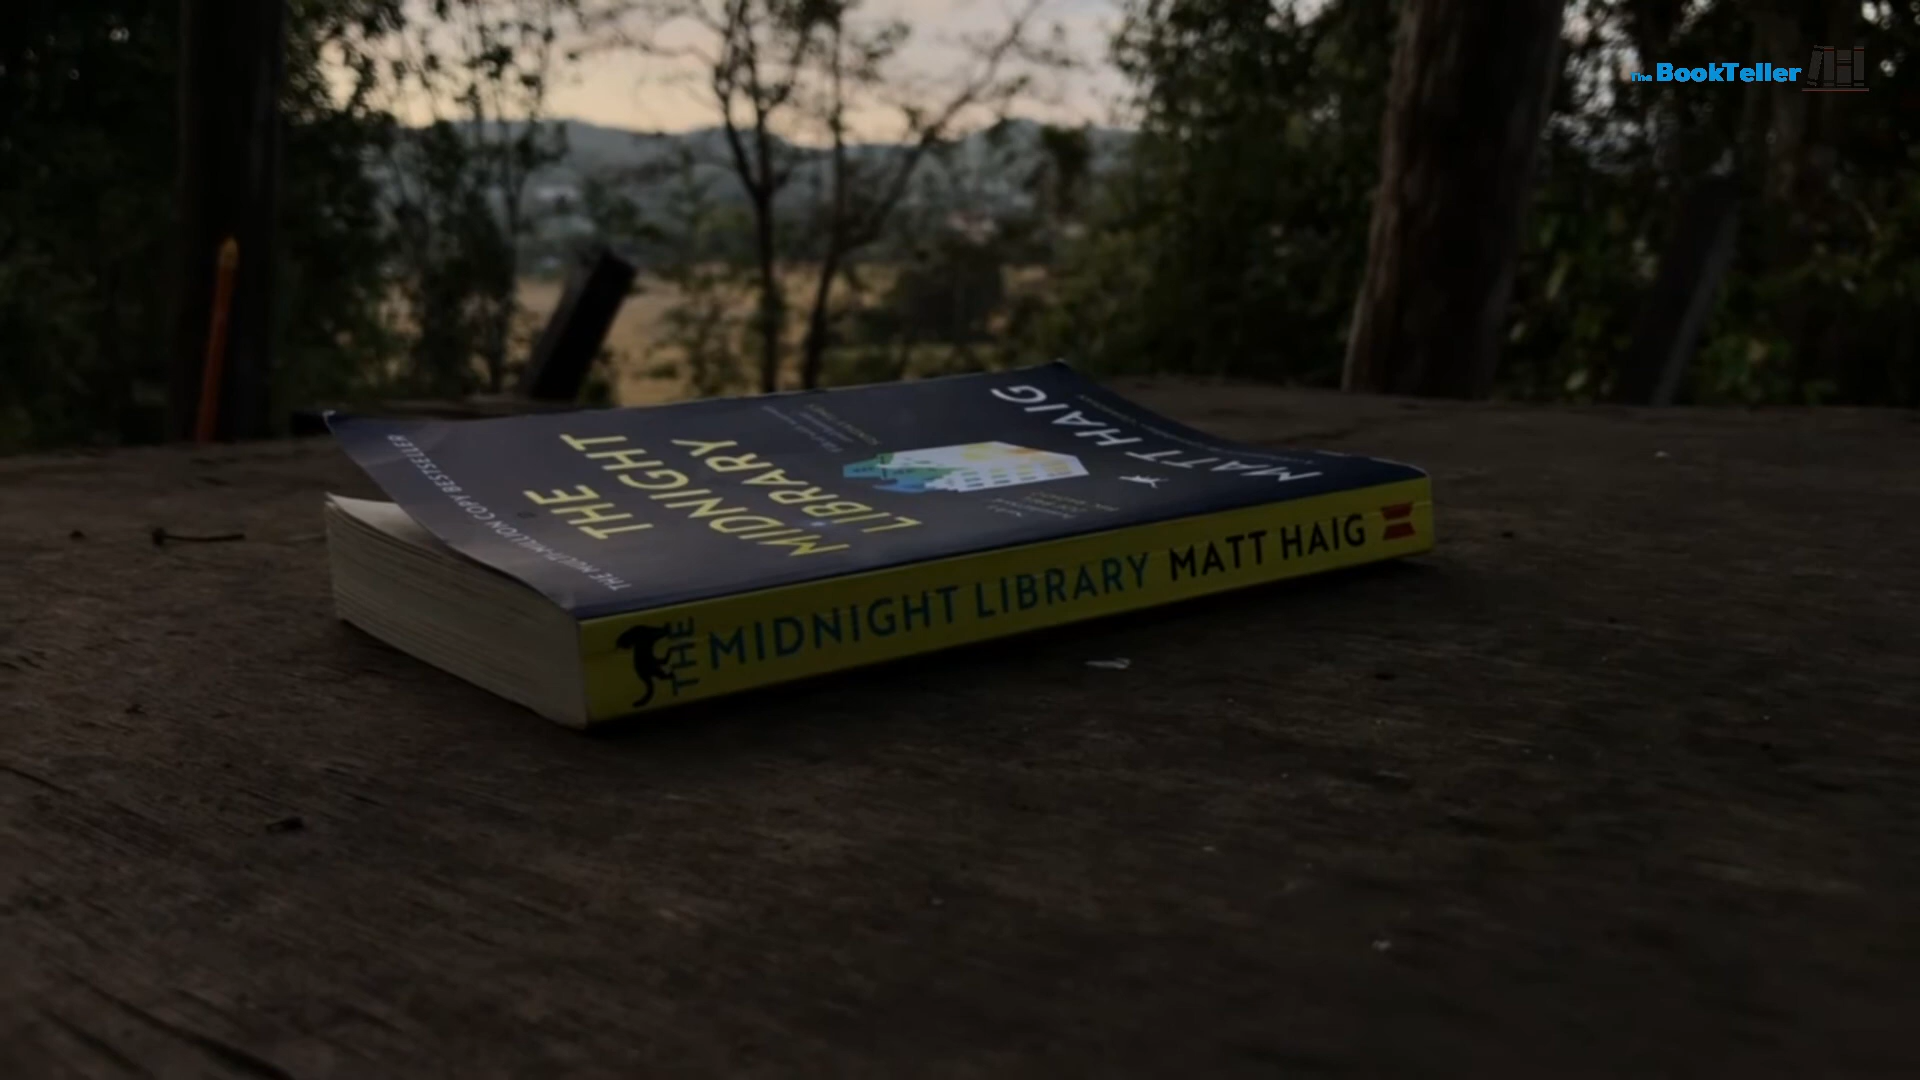 The BookTeller
MATT HAIG
THE
MIDNIGHT
LIBRARY
THE MULTI-MILLION COPY BESTSELLER
THE MIDNIGHT LIBRARY MATT HAIG